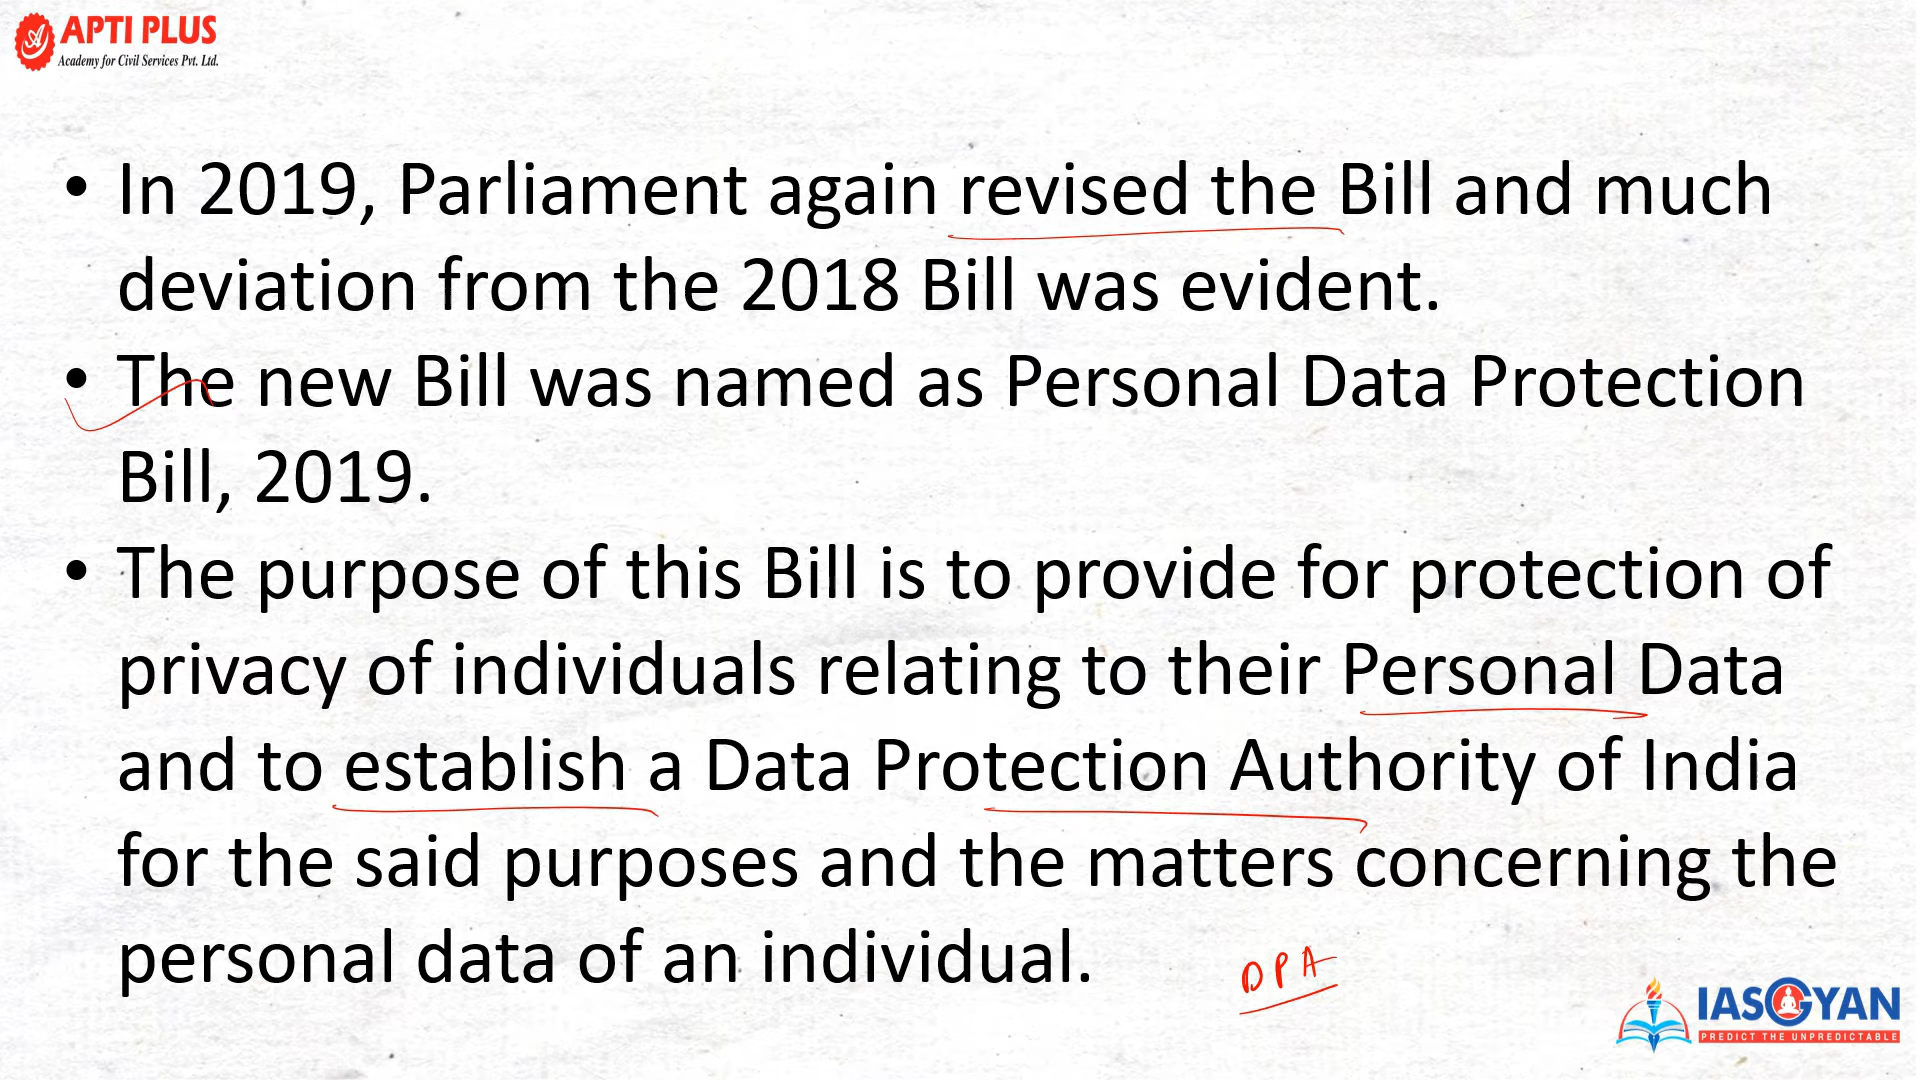 APTI PLUS
Academy for Civil Services Pvt. Ltd.
• In 2019, Parliament again revised the Bill and much
deviation from the 2018 Bill was evident.
• The new Bill was named as Personal Data Protection
Bill, 2019.
• The purpose of this Bill is to provide for protection of
privacy of individuals relating to their Personal Data
and to establish a Data Protection Authority of India
for the said purposes and the matters concerning the
personal data of an individual.
DPA
IASGYAN
PREDICT THE UNPREDICTABLE